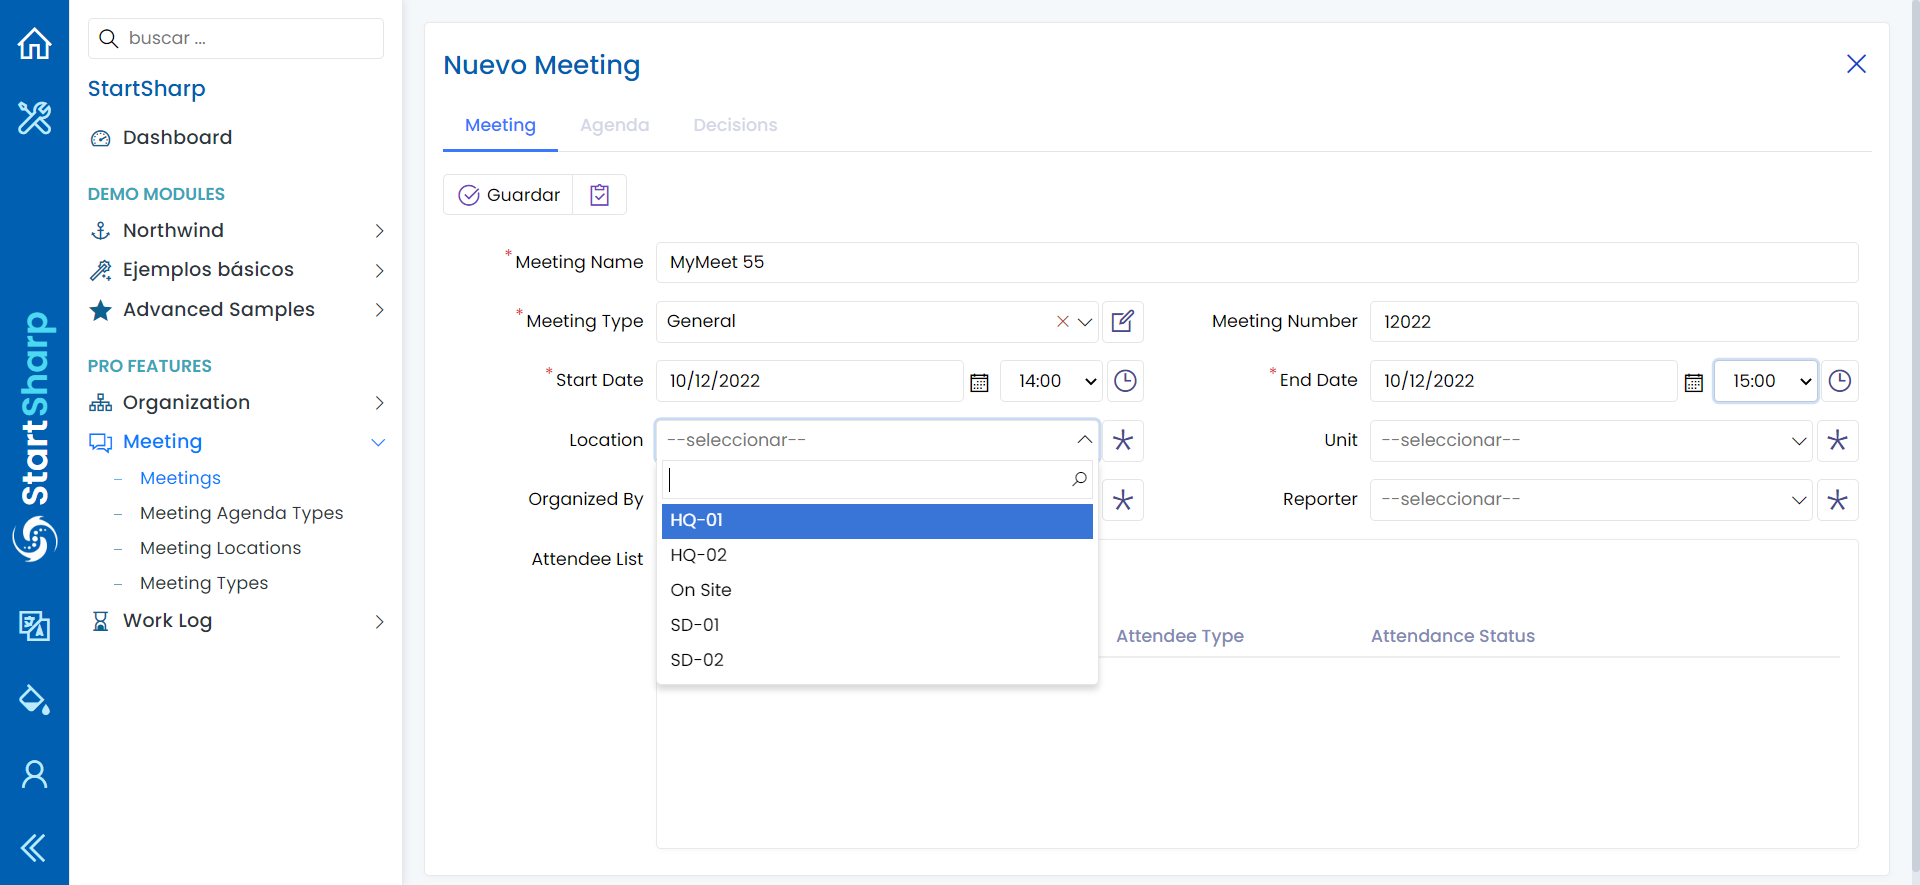 StartSharp
buscar ...
StartSharp
Dashboard
DEMO MODULES
Northwind
Ejemplos básicos
Advanced Samples
PRO FEATURES
Organization
Meeting
Meetings
Meeting Agenda Types
Meeting Locations
Meeting Types
Work Log
Nuevo Meeting
Meeting Agenda Decisions
Guardar
* Meeting Name MyMeet 55
* Meeting Type General Meeting Number 12022
* Start Date 10/12/2022 14:00 * End Date 10/12/2022 15:00
Location --seleccionar-- Unit --seleccionar--
Organized By Reporter --seleccionar--
HQ-01
HQ-02
On Site
SD-01
SD-02
Attendee List
Attendee Type Attendance Status